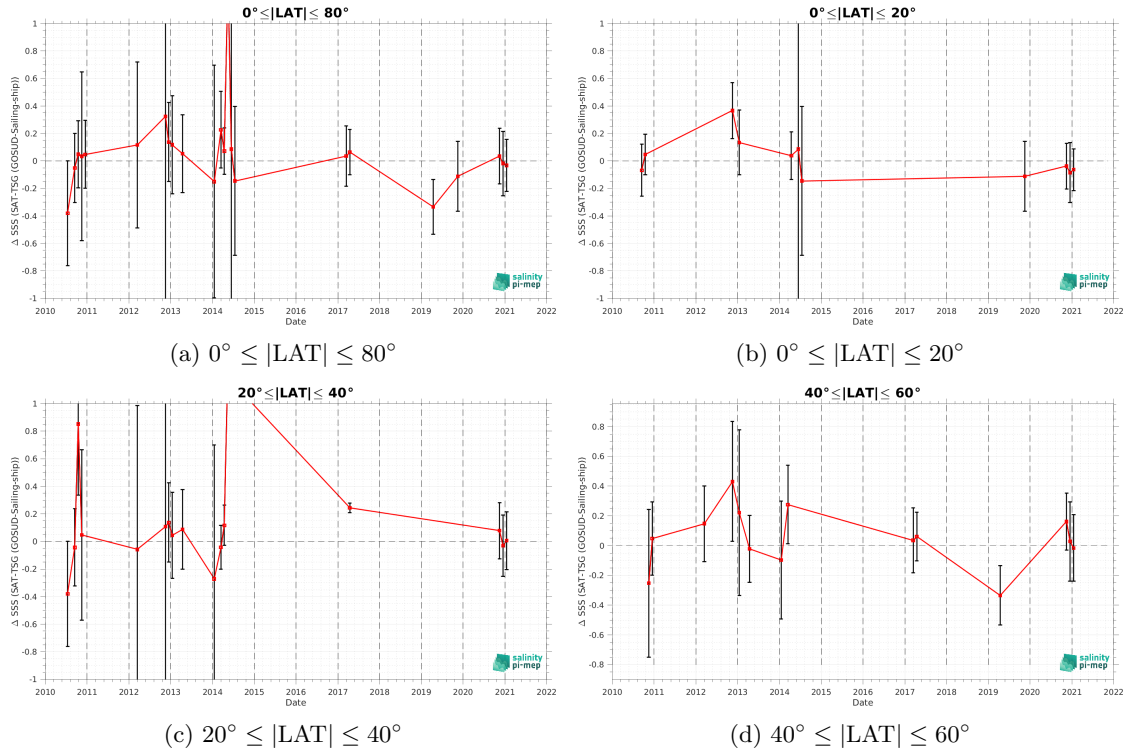 0°≤|LAT|≤ 80°
Δ SSS (SAT-TSG (GOSUD-Sailing-ship))
1
0.8
0.6
0.4
0.2
0
-0.2
-0.4
-0.6
-0.8
-1
2010 2011 2012 2013 2014 2015 2016 2017 2018 2019 2020 2021 2022
Date
salinity
pi-mep
(a) 0° ≤ |LAT| ≤ 80°
0°≤|LAT|≤ 20°
Δ SSS (SAT-TSG (GOSUD-Sailing-ship))
1
0.8
0.6
0.4
0.2
0
-0.2
-0.4
-0.6
-0.8
-1
2010 2011 2012 2013 2014 2015 2016 2017 2018 2019 2020 2021 2022
Date
salinity
pi-mep
(b) 0° ≤ |LAT| ≤ 20°
20°≤|LAT|≤ 40°
Δ SSS (SAT-TSG (GOSUD-Sailing-ship))
1
0.8
0.6
0.4
0.2
0
-0.2
-0.4
-0.6
-0.8
-1
2010 2011 2012 2013 2014 2015 2016 2017 2018 2019 2020 2021 2022
Date
salinity
pi-mep
(c) 20° ≤ |LAT| ≤ 40°
40°≤|LAT|≤ 60°
Δ SSS (SAT-TSG (GOSUD-Sailing-ship))
0.8
0.6
0.4
0.2
0
-0.2
-0.4
-0.6
-0.8
2010 2011 2012 2013 2014 2015 2016 2017 2018 2019 2020 2021 2022
Date
salinity
pi-mep
(d) 40° ≤ |LAT| ≤ 60°